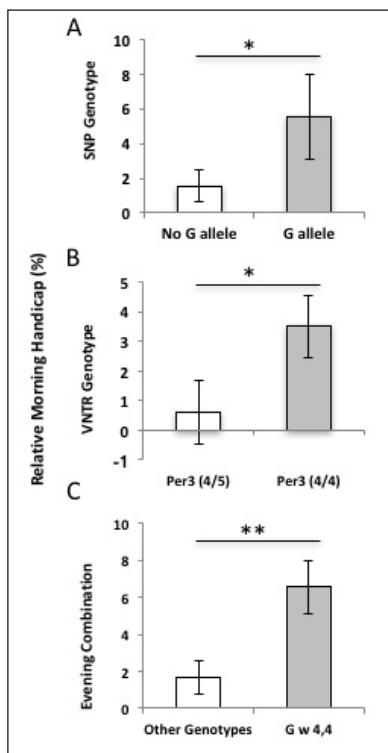 Relative Morning Handicap (%)
A
SNP Genotype
10
8
6
4
2
0
*
No G allele
G allele
B
VNTR Genotype
5
4
3
2
1
0
-1
*
Per3 (4/5)
Per3 (4/4)
C
Evening Combination
10
8
6
4
2
0
**
Other Genotypes
G w 4,4